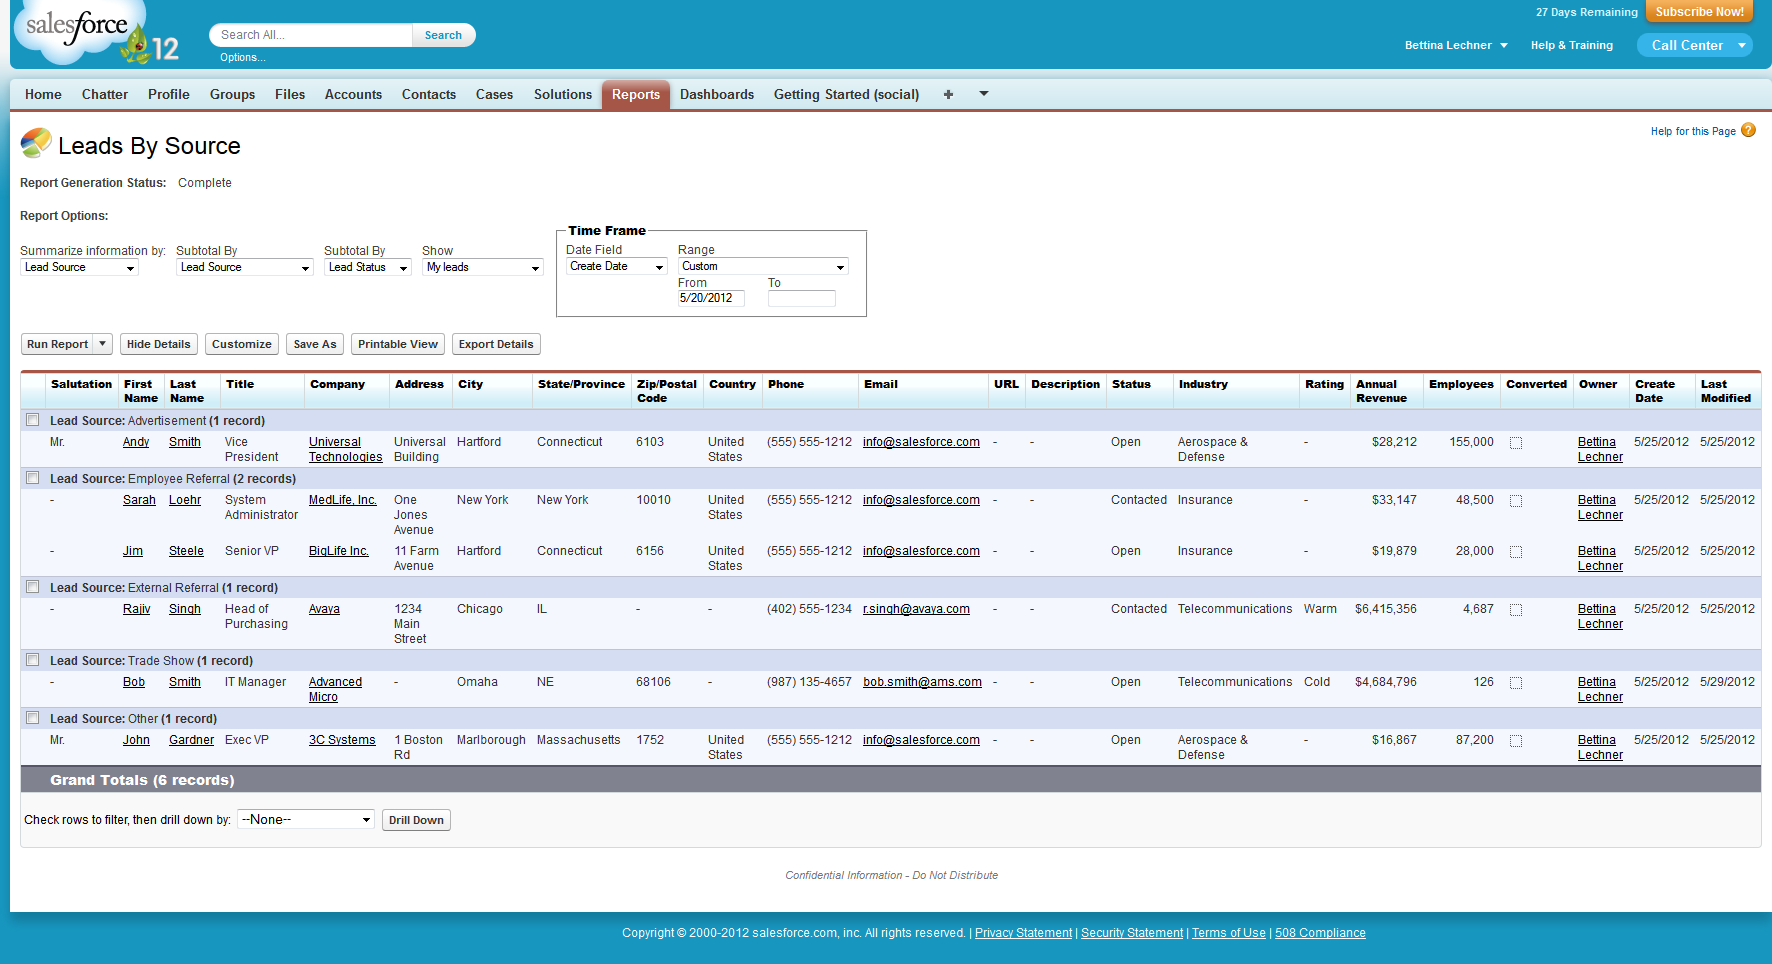 salesforce 12
Search All... Search
Options...
27 Days Remaining Subscribe Now!
Bettina Lechner Help & Training Call Center
Home Chatter Profile Groups Files Accounts Contacts Cases Solutions Reports Dashboards Getting Started (social) +
Leads By Source
Help for this Page ?
Report Generation Status: Complete
Report Options:
Summarize information by: Subtotal By Subtotal By Show
Lead Source Lead Source Lead Status My leads
Time Frame
Date Field Range
Create Date Custom
From To
5/20/2012
Run Report Hide Details Customize Save As Printable View Export Details
Salutation First Name Last Name Title Company Address City State/Province Zip/Postal Code Country Phone Email URL Description Status Industry Rating Annual Revenue Employees Converted Owner Create Date Last Modified
Lead Source: Advertisement (1 record)
Mr. Andy Smith Vice President Universal Technologies Universal Building Hartford Connecticut 6103 United States (555) 555-1212 info@salesforce.com - - Open Aerospace & Defense - $28,212 155,000 Bettina Lechner 5/25/2012 5/25/2012
Lead Source: Employee Referral (2 records)
- Sarah Loehr System Administrator MedLife, Inc. One Jones Avenue New York New York 10010 United States (555) 555-1212 info@salesforce.com - - Contacted Insurance - $33,147 48,500 Bettina Lechner 5/25/2012 5/25/2012
- Jim Steele Senior VP BigLife Inc. 11 Farm Avenue Hartford Connecticut 6156 United States (555) 555-1212 info@salesforce.com - - Open Insurance - $19,879 28,000 Bettina Lechner 5/25/2012 5/25/2012
Lead Source: External Referral (1 record)
- Rajiv Singh Head of Purchasing Avaya 1234 Main Street Chicago IL - - (402) 555-1234 r.singh@avaya.com - - Contacted Telecommunications Warm $6,415,356 4,687 Bettina Lechner 5/25/2012 5/25/2012
Lead Source: Trade Show (1 record)
- Bob Smith IT Manager Advanced Micro - Omaha NE 68106 - (987) 135-4657 bob.smith@ams.com - - Open Telecommunications Cold $4,684,796 126 Bettina Lechner 5/25/2012 5/29/2012
Lead Source: Other (1 record)
Mr. John Gardner Exec VP 3C Systems 1 Boston Rd Marlborough Massachusetts 1752 United States (555) 555-1212 info@salesforce.com - - Open Aerospace & Defense - $16,867 87,200 Bettina Lechner 5/25/2012 5/25/2012
Grand Totals (6 records)
Check rows to filter, then drill down by: --None-- Drill Down
Confidential Information - Do Not Distribute
Copyright © 2000-2012 salesforce.com, inc. All rights reserved. | Privacy Statement | Security Statement | Terms of Use | 508 Compliance